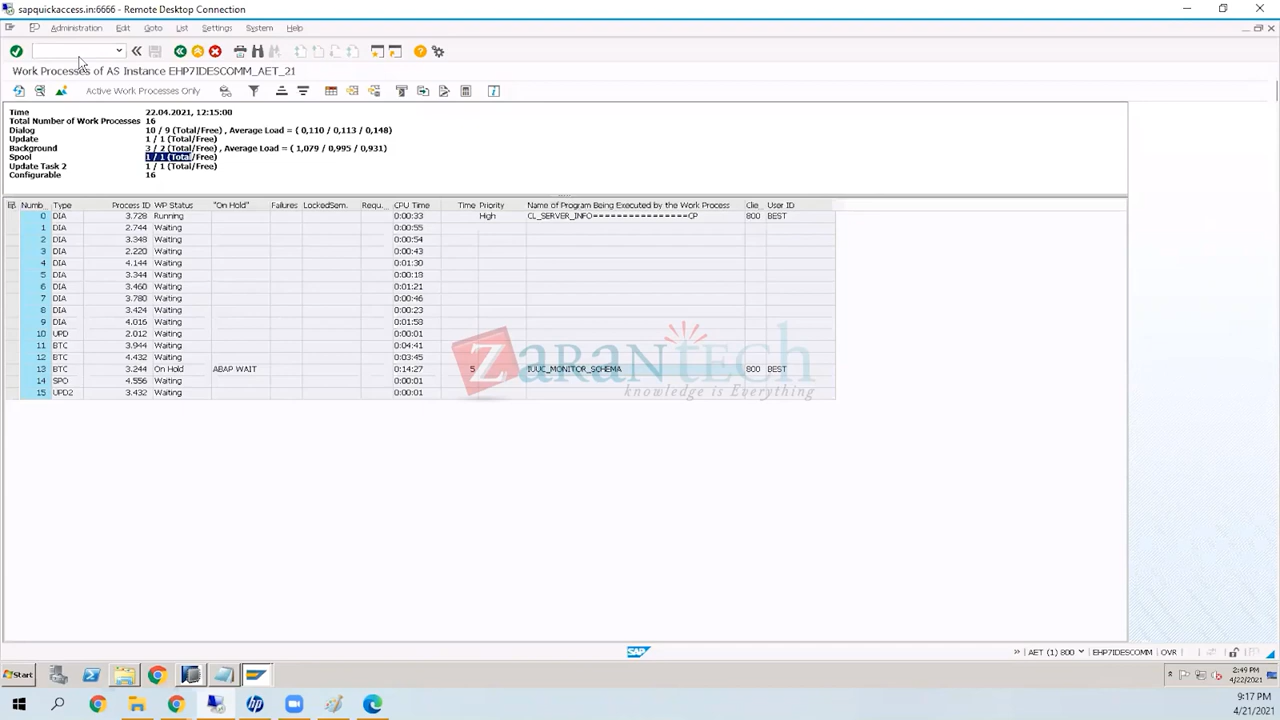 sapquickaccess.in:6666 - Remote Desktop Connection
Administration Edit Goto List Settings System Help
Work Processes of AS Instance EHP7IDESCOMM_AET_21
Active Work Processes Only
Time 22.04.2021, 12:15:00
Total Number of Work Processes 16
Dialog 10 / 9 (Total/Free) , Average Load = ( 0,110 / 0,113 / 0,148)
Update 1 / 1 (Total/Free)
Background 3 / 2 (Total/Free) , Average Load = ( 1,079 / 0,995 / 0,931)
Spool 1 / 1 (Total/Free)
Update Task 2 1 / 1 (Total/Free)
Configurable 16
Numb_ Type Process ID WP Status "On Hold" Failures LockedSem. Requ... CPU Time Time Priority Name of Program Being Executed by the Work Process Clie_ User ID
0 DIA 3.728 Running 0:00:33 High CL_SERVER_INFO================CP 800 BEST
1 DIA 2.744 Waiting 0:00:55
2 DIA 3.348 Waiting 0:00:54
3 DIA 2.220 Waiting 0:00:43
4 DIA 4.144 Waiting 0:01:30
5 DIA 3.344 Waiting 0:00:18
6 DIA 3.460 Waiting 0:01:21
7 DIA 3.780 Waiting 0:00:46
8 DIA 3.424 Waiting 0:00:23
9 DIA 4.016 Waiting 0:01:58
10 UPD 2.012 Waiting 0:00:01
11 BTC 3.944 Waiting 0:04:41
12 BTC 4.432 Waiting 0:03:45
13 BTC 3.244 On Hold ABAP WAIT 0:14:27 5 IUUC_MONITOR_SCHEMA 800 BEST
14 SPO 4.556 Waiting 0:00:01
15 UPD2 3.432 Waiting 0:00:01
ZARANTECH
knowledge is Everything
SAP
AET (1) 800 EHP7IDESCOMM OVR
Start
2:49 PM
4/22/2021
9:17 PM
4/21/2021